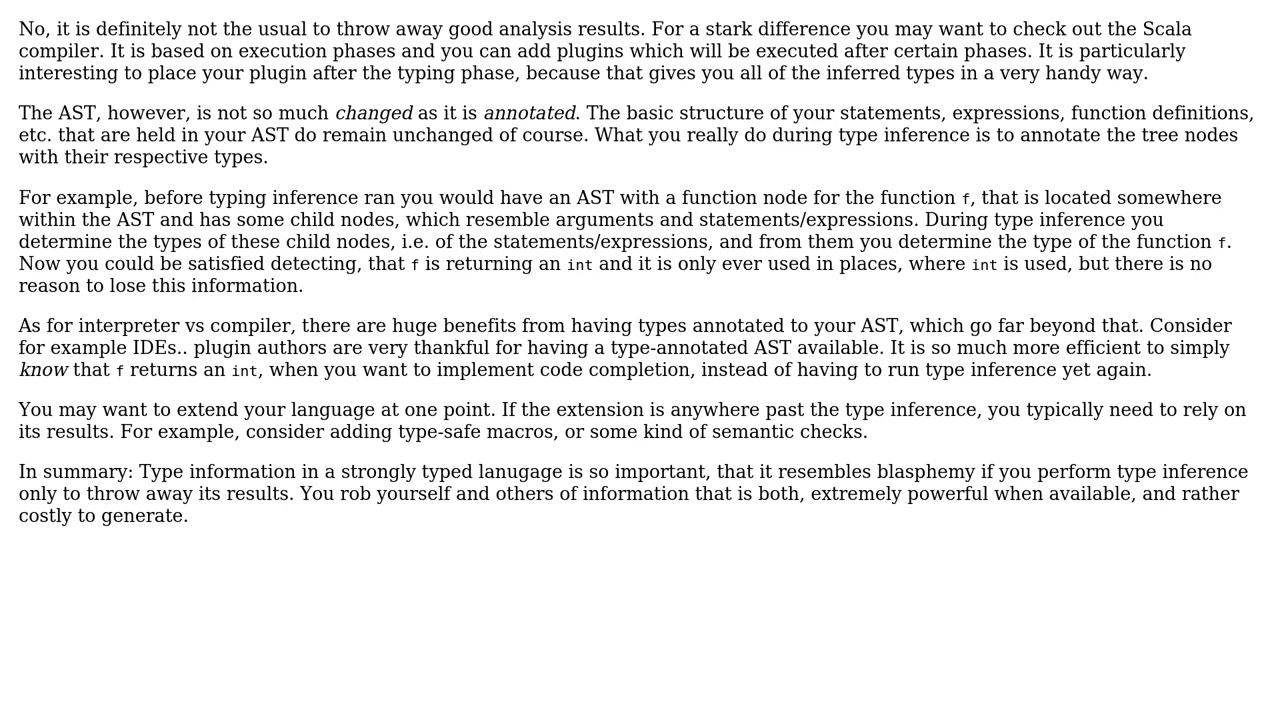 No, it is definitely not the usual to throw away good analysis results. For a stark difference you may want to check out the Scala
compiler. It is based on execution phases and you can add plugins which will be executed after certain phases. It is particularly
interesting to place your plugin after the typing phase, because that gives you all of the inferred types in a very handy way.
The AST, however, is not so much changed as it is annotated. The basic structure of your statements, expressions, function definitions,
etc. that are held in your AST do remain unchanged of course. What you really do during type inference is to annotate the tree nodes
with their respective types.
For example, before typing inference ran you would have an AST with a function node for the function f, that is located somewhere
within the AST and has some child nodes, which resemble arguments and statements/expressions. During type inference you
determine the types of these child nodes, i.e. of the statements/expressions, and from them you determine the type of the function f.
Now you could be satisfied detecting, that f is returning an int and it is only ever used in places, where int is used, but there is no
reason to lose this information.
As for interpreter vs compiler, there are huge benefits from having types annotated to your AST, which go far beyond that. Consider
for example IDEs.. plugin authors are very thankful for having a type-annotated AST available. It is so much more efficient to simply
know that f returns an int, when you want to implement code completion, instead of having to run type inference yet again.
You may want to extend your language at one point. If the extension is anywhere past the type inference, you typically need to rely on
its results. For example, consider adding type-safe macros, or some kind of semantic checks.
In summary: Type information in a strongly typed lanugage is so important, that it resembles blasphemy if you perform type inference
only to throw away its results. You rob yourself and others of information that is both, extremely powerful when available, and rather
costly to generate.